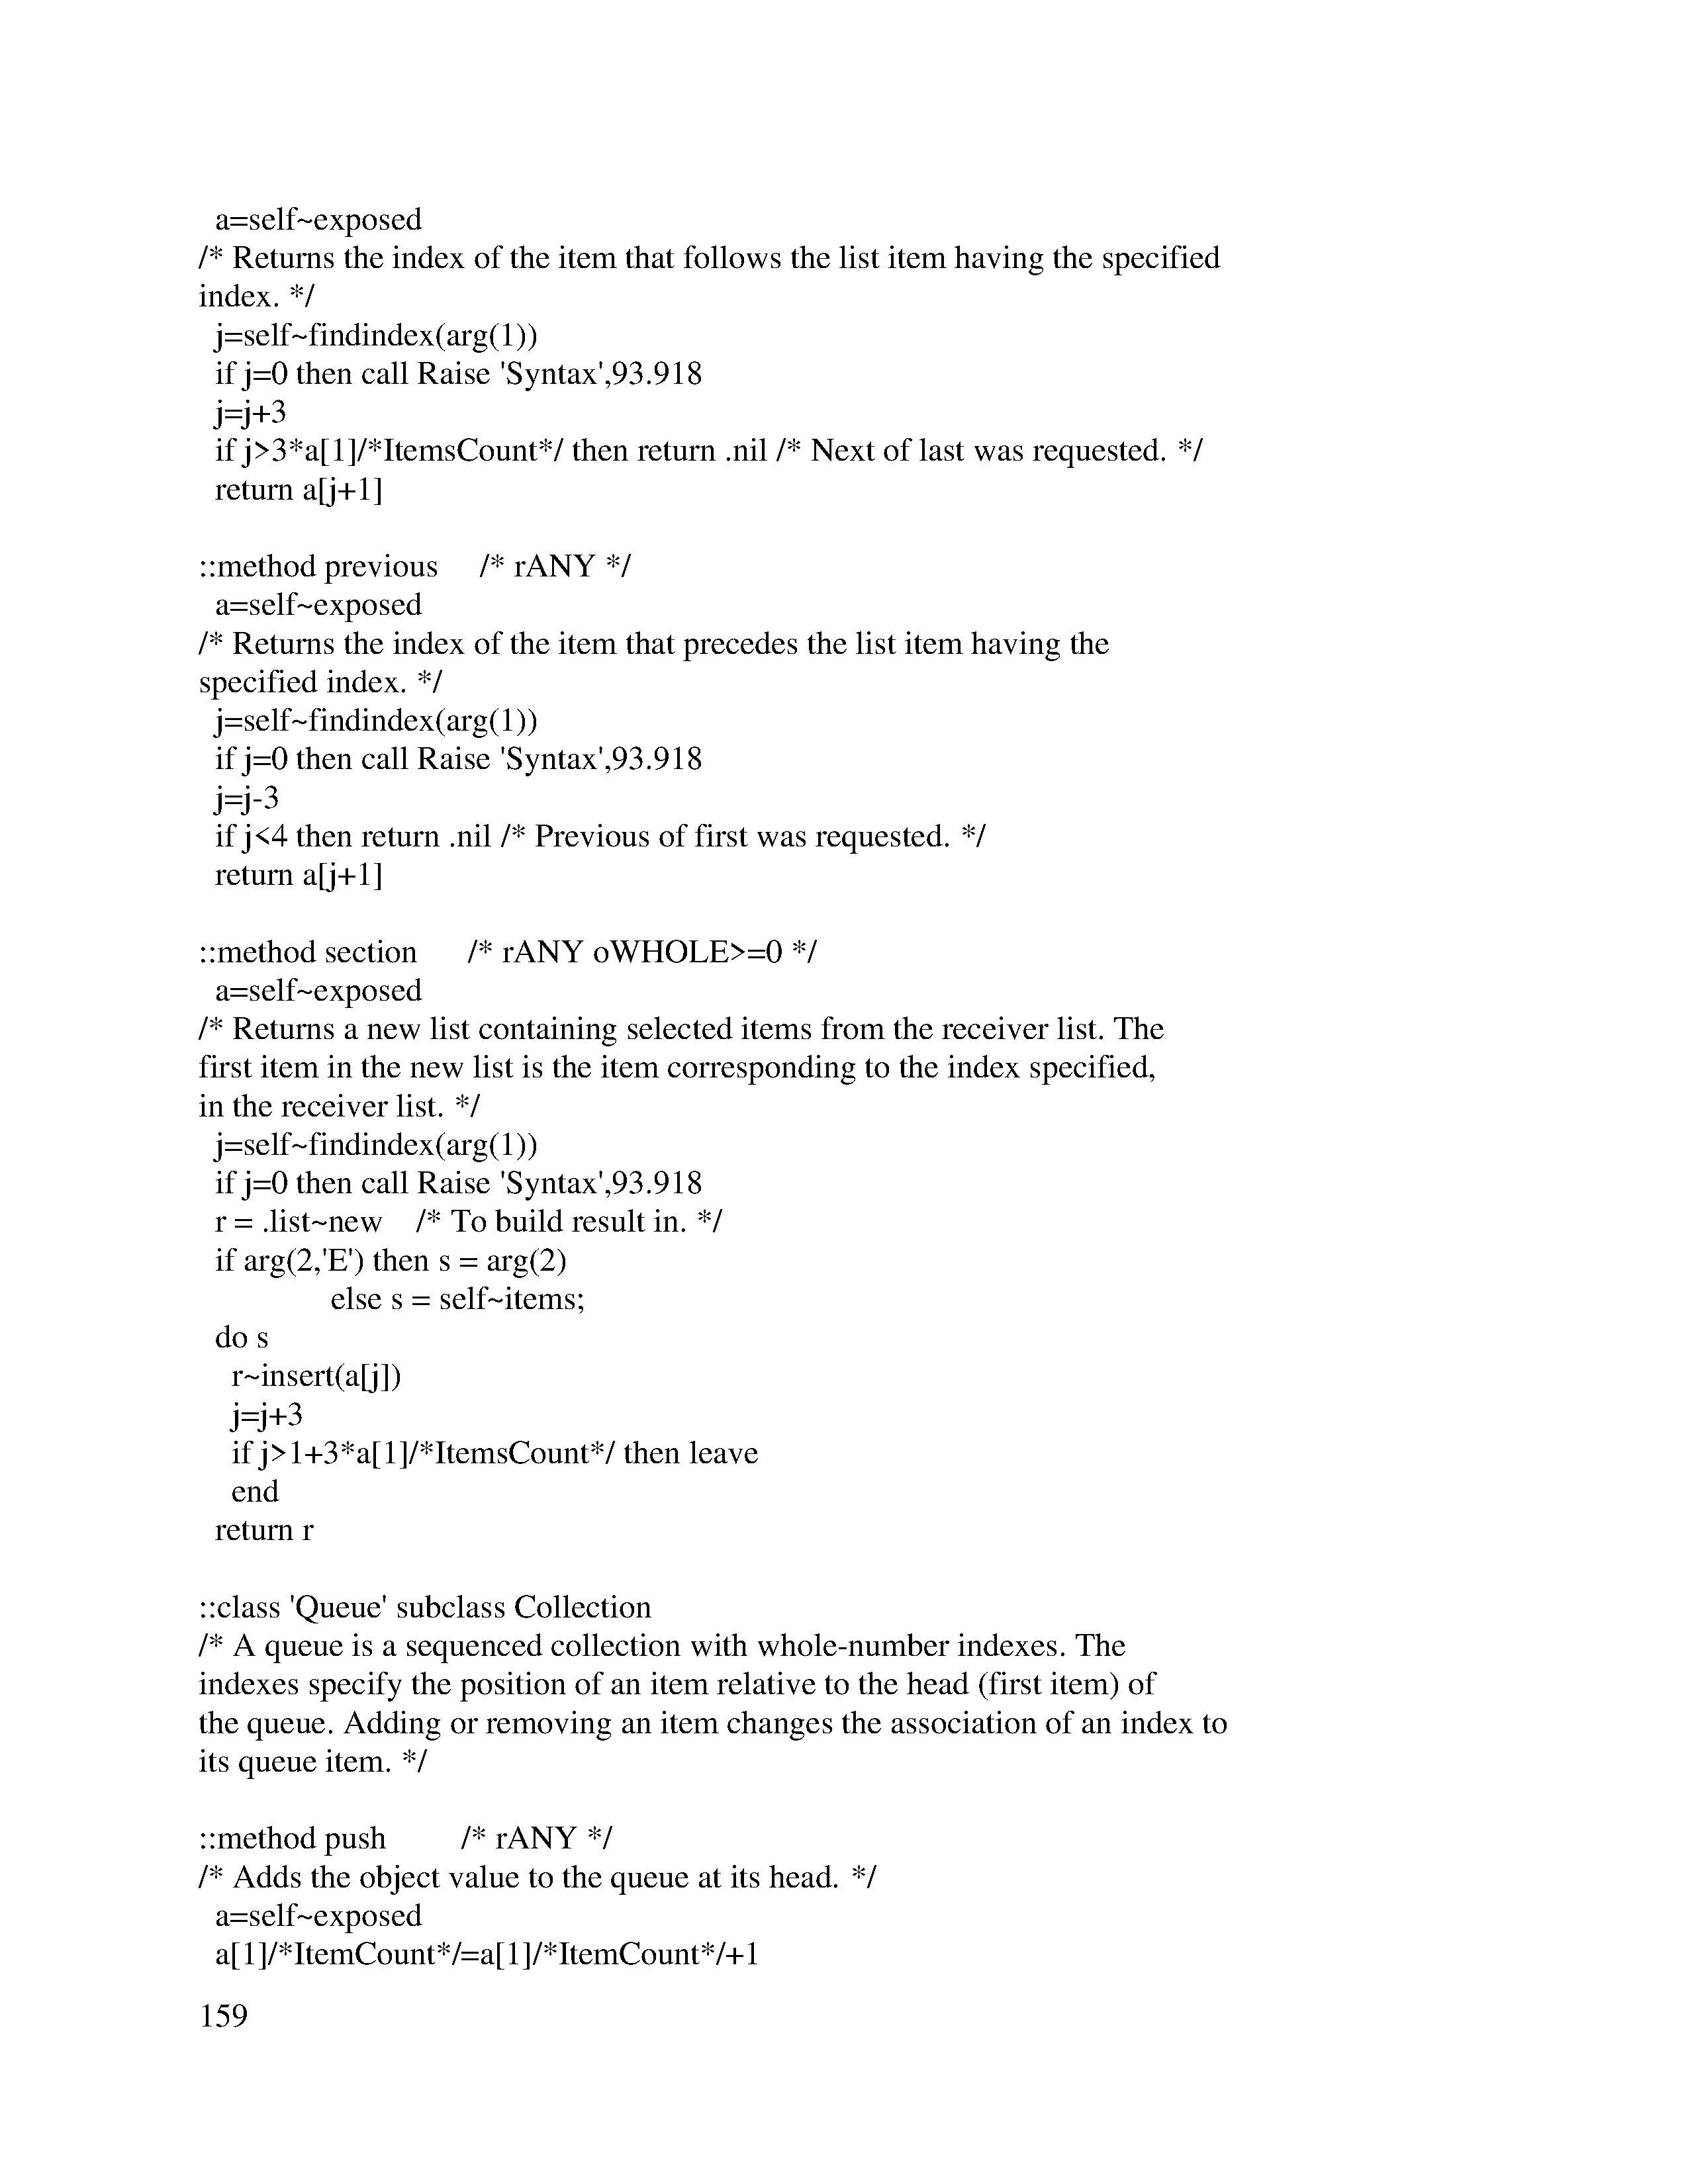 a=self~exposed
/* Returns the index of the item that follows the list item having the specified
index. */
j=self~findindex(arg(1))
if j=0 then call Raise 'Syntax',93.918
j=j+3
if j>3*a[1]/*ItemsCount*/ then return .nil /* Next of last was requested. */
return a[j+1]
::method previous /* rANY */
a=self~exposed
/* Returns the index of the item that precedes the list item having the
specified index. */
j=self~findindex(arg(1))
if j=0 then call Raise 'Syntax',93.918
j=j-3
if j<4 then return .nil /* Previous of first was requested. */
return a[j+1]
::method section /* rANY oWHOLE>=0 */
a=self~exposed
/* Returns a new list containing selected items from the receiver list. The
first item in the new list is the item corresponding to the index specified,
in the receiver list. */
j=self~findindex(arg(1))
if j=0 then call Raise 'Syntax',93.918
r = .list~new /* To build result in. */
if arg(2,'E') then s = arg(2)
else s = self~items;
do s
r~insert(a[j])
j=j+3
if j>1+3*a[1]/*ItemsCount*/ then leave
end
return r
::class 'Queue' subclass Collection
/* A queue is a sequenced collection with whole-number indexes. The
indexes specify the position of an item relative to the head (first item) of
the queue. Adding or removing an item changes the association of an index to
its queue item. */
::method push /* rANY */
/* Adds the object value to the queue at its head. */
a=self~exposed
a[1]/*ItemCount*/=a[1]/*ItemCount*/+1
159